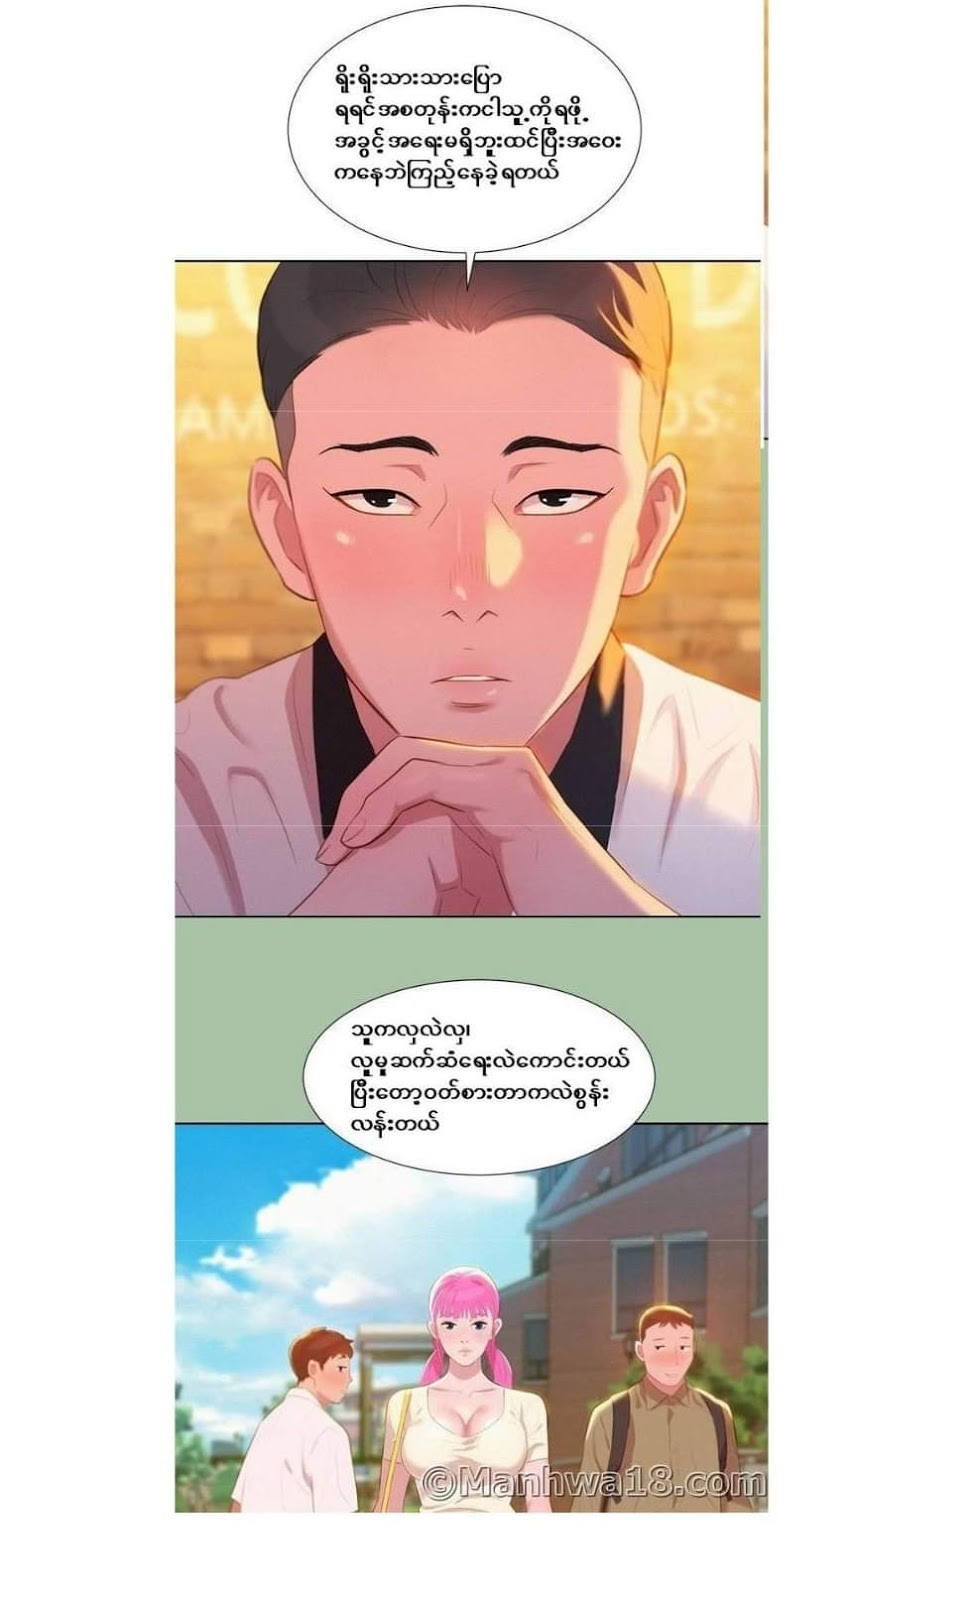 ရိုးရိုးသားသားပြော
ရရင်အစတုန်းကငါသူ့ကိုရဖို့
အခွင့်အရေးမရှိဘူးထင်ပြီးအဝေး
ကနေဘဲကြည့်နေခဲ့ရတယ်
သူကလှလဲလှ၊
လူမှုဆက်ဆံရေးလဲကောင်းတယ်
ပြီးတော့ဝတ်စားတာကလဲစွန်း
လန်းတယ်
©Manhwa18.com